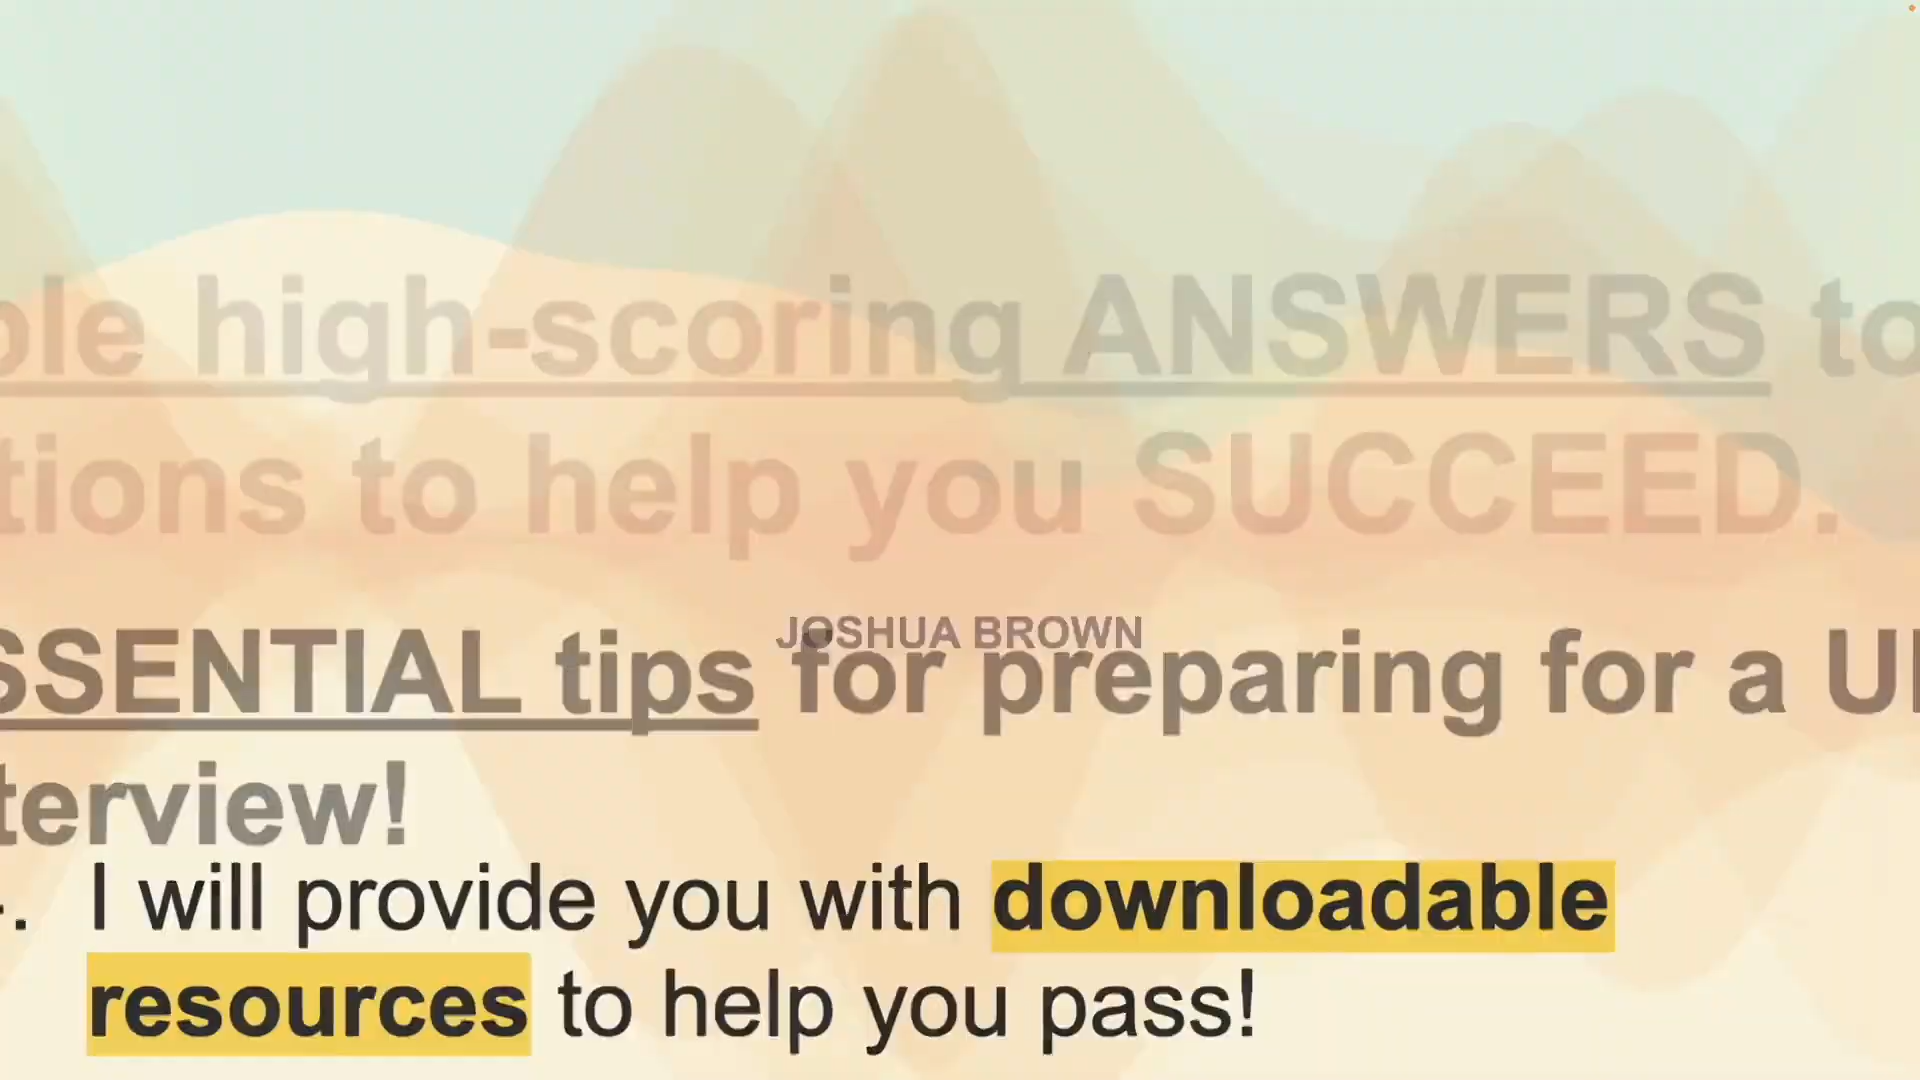 high-scoring ANSWERS to
tions to help you SUCCEED.
JOSHUA BROWN
SSENTIAL tips for preparing for a
terview!
I will provide you with downloadable
resources to help you pass!